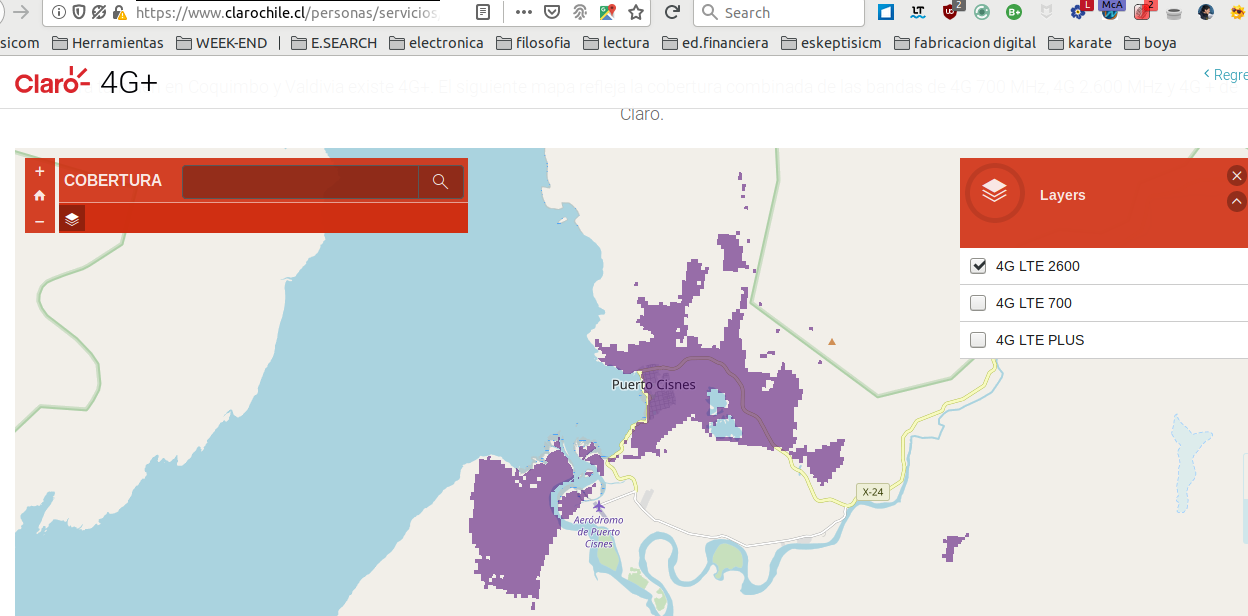 https://www.clarochile.cl/personas/servicios
Search
2
L
McA
2
sicom
Herramientas
WEEK-END
E.SEARCH
electronica
filosofia
lectura
ed.financiera
eskeptisicm
fabricacion digital
karate
boya
Claro 4G+
Regre
en Coquimbo y Valdivia existe 4G+. El siguiente mapa refleja la cobertura combinada de las bandas de 4G 700 MHz, 4G 2.600 MHz y 4G + de
Claro.
COBERTURA
Layers
4G LTE 2600
4G LTE 700
4G LTE PLUS
Puerto Cisnes
X-24
Aeródromo
de Puerto
Cisnes